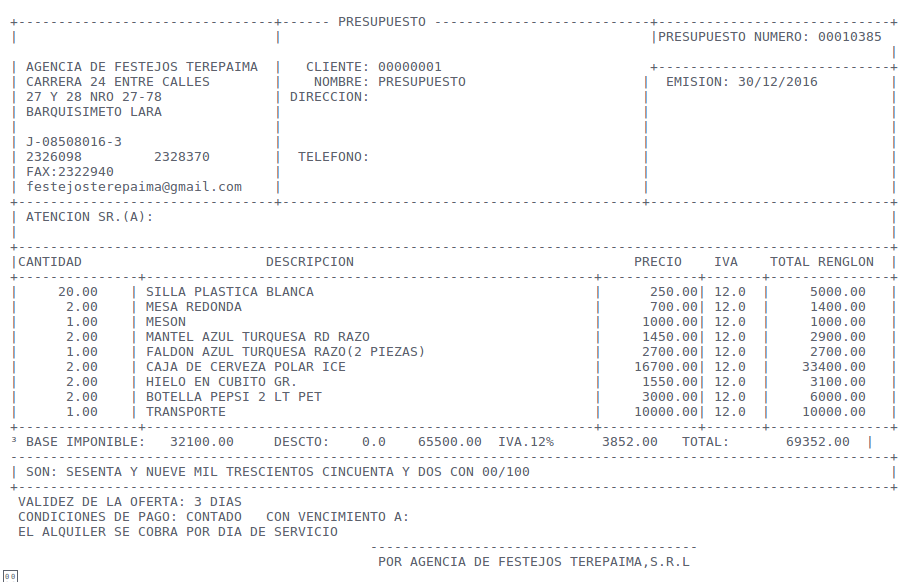 PRESUPUESTO
PRESUPUESTO NUMERO: 00010385
AGENCIA DE FESTEJOS TEREPAIMA CLIENTE: 00000001
CARRERA 24 ENTRE CALLES NOMBRE: PRESUPUESTO EMISION: 30/12/2016
27 Y 28 NRO 27-78 DIRECCION:
BARQUISIMETO LARA
J-08508016-3
2326098 2328370 TELEFONO:
FAX:2322940
festejosterepaima@gmail.com
ATENCION SR.(A):
CANTIDAD DESCRIPCION PRECIO IVA TOTAL RENGLON
20.00 SILLA PLASTICA BLANCA 250.00 12.0 5000.00
2.00 MESA REDONDA 700.00 12.0 1400.00
1.00 MESON 1000.00 12.0 1000.00
2.00 MANTEL AZUL TURQUESA RD RAZO 1450.00 12.0 2900.00
1.00 FALDON AZUL TURQUESA RAZO(2 PIEZAS) 2700.00 12.0 2700.00
2.00 CAJA DE CERVEZA POLAR ICE 16700.00 12.0 33400.00
2.00 HIELO EN CUBITO GR. 1550.00 12.0 3100.00
2.00 BOTELLA PEPSI 2 LT PET 3000.00 12.0 6000.00
1.00 TRANSPORTE 10000.00 12.0 10000.00
³ BASE IMPONIBLE: 32100.00 DESCTO: 0.0 65500.00 IVA.12% 3852.00 TOTAL: 69352.00
SON: SESENTA Y NUEVE MIL TRESCIENTOS CINCUENTA Y DOS CON 00/100
VALIDEZ DE LA OFERTA: 3 DIAS
CONDICIONES DE PAGO: CONTADO CON VENCIMIENTO A:
EL ALQUILER SE COBRA POR DIA DE SERVICIO
POR AGENCIA DE FESTEJOS TEREPAIMA,S.R.L